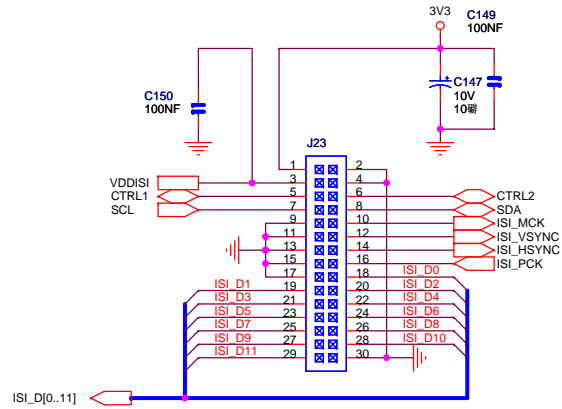 3V3
C149
100NF
C147
10V
10礴
C150
100NF
J23
1 2
VDDISI 3 4
CTRL1 5 6 CTRL2
SCL 7 8 SDA
9 10 ISI_MCK
11 12 ISI_VSYNC
13 14 ISI_HSYNC
15 16 ISI_PCK
17 18 ISI_D0
ISI_D1 19 20 ISI_D2
ISI_D3 21 22 ISI_D4
ISI_D5 23 24 ISI_D6
ISI_D7 25 26 ISI_D8
ISI_D9 27 28 ISI_D10
ISI_D11 29 30
ISI_D[0..11]